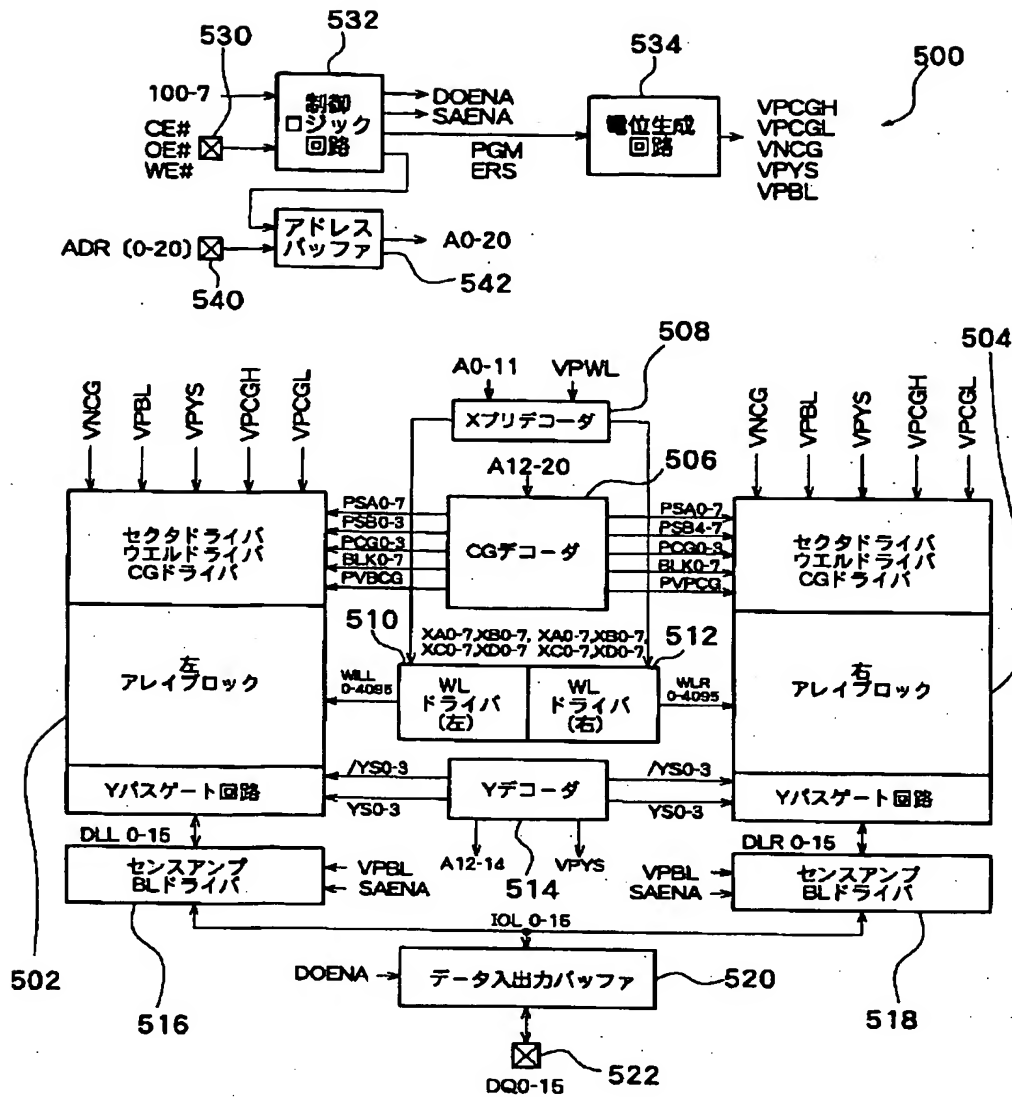 530
532
534
500
100-7
CE#
OE#
WE#
制御
ロジック
回路
DOENA
SAENA
PGM
ERS
電位生成
回路
VPCGH
VPCGL
VNCG
VPYS
VPBL
ADR (0-20)
540
アドレス
バッファ
A0-20
542
508
504
A0-11
VPWL
Xプリデコーダ
VNCG
VPBL
VPYS
VPCGH
VPCGL
VNCG
VPBL
VPYS
VPCGH
VPCGL
A12-20
506
セクタドライバ
ウエルドライバ
CGドライバ
PSA0-7
PSB0-3
PCG0-3
BLK0-7
PVBCG
CGデコーダ
PSA0-7
PSB4-7
PCG0-3
BLK0-7
PVPCG
セクタドライバ
ウエルドライバ
CGドライバ
510
XA0-7,XB0-7,
XC0-7,XD0-7
XA0-7,XB0-7,
XC0-7,XD0-7
512
左
アレイブロック
WLL
0-4095
WL
ドライバ
(左)
WL
ドライバ
(右)
WLR
0-4095
右
アレイブロック
Yパスゲート回路
/YS0-3
YS0-3
Yデコーダ
/YS0-3
YS0-3
Yパスゲート回路
DLL 0-15
A12-14
VPYS
514
DLR 0-15
センスアンプ
BLドライバ
VPBL
SAENA
VPBL
SAENA
センスアンプ
BLドライバ
IOL 0-15
502
516
DOENA
データ入出力バッファ
520
518
522
DQ0-15